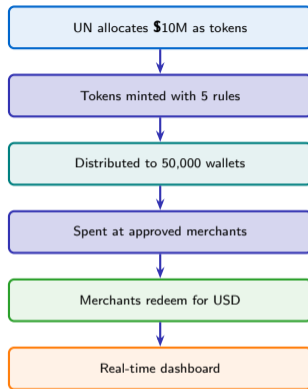 UN allocates $10M as tokens
Tokens minted with 5 rules
Distributed to 50,000 wallets
Spent at approved merchants
Merchants redeem for USD
Real-time dashboard